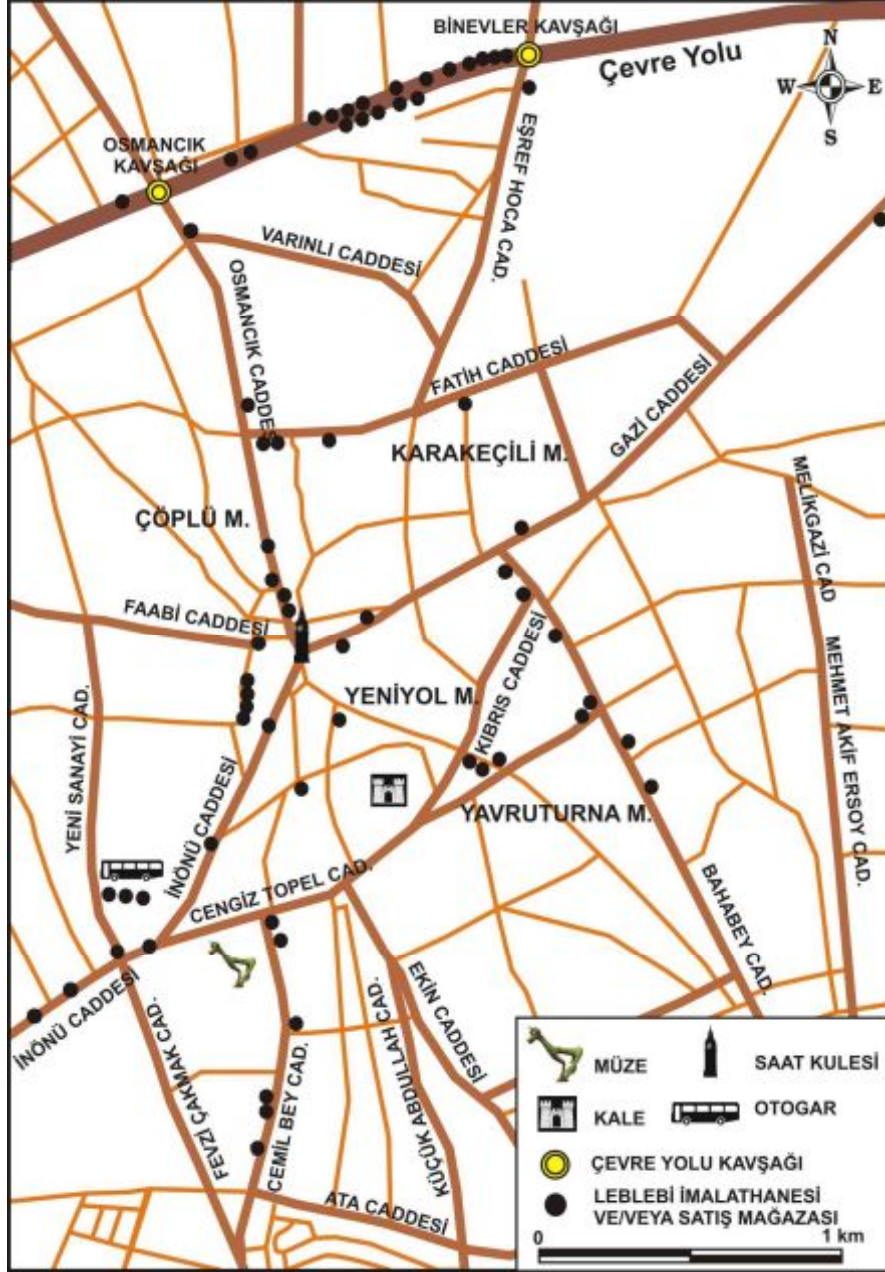 BİNEVLER KAVŞAĞI
Çevre Yolu
N
W
E
S
OSMANCIK
KAVŞAĞI
EŞREF HOCA CAD.
VARINLI CADDESİ
OSMANCIK CADDESİ
FATİH CADDESİ
GAZİ CADDESİ
KARAKEÇİLİ M.
MELİKGAZİ CAD
ÇÖPLÜ M.
FAABİ CADDESİ
KIBRIS CADDESİ
YENİYOL M.
MEHMET AKİF ERSOY CAD.
YENİ SANAYİ CAD.
İNÖNÜ CADDESİ
YAVRUTURNA M.
CENGİZ TOPEL CAD.
BAHABEY CAD.
İNÖNÜ CADDESİ
FEVZİ ÇAKMAK CAD.
CEMİL BEY CAD.
KÜÇÜK ABDULLAH CAD.
EKİN CADDESİ
ATA CADDESİ
MÜZE
SAAT KULESİ
KALE
OTOGAR
ÇEVRE YOLU KAVŞAĞI
LEBLEBİ İMALATHANESİ
VE/VEYA SATIŞ MAĞAZASI
0
1 km